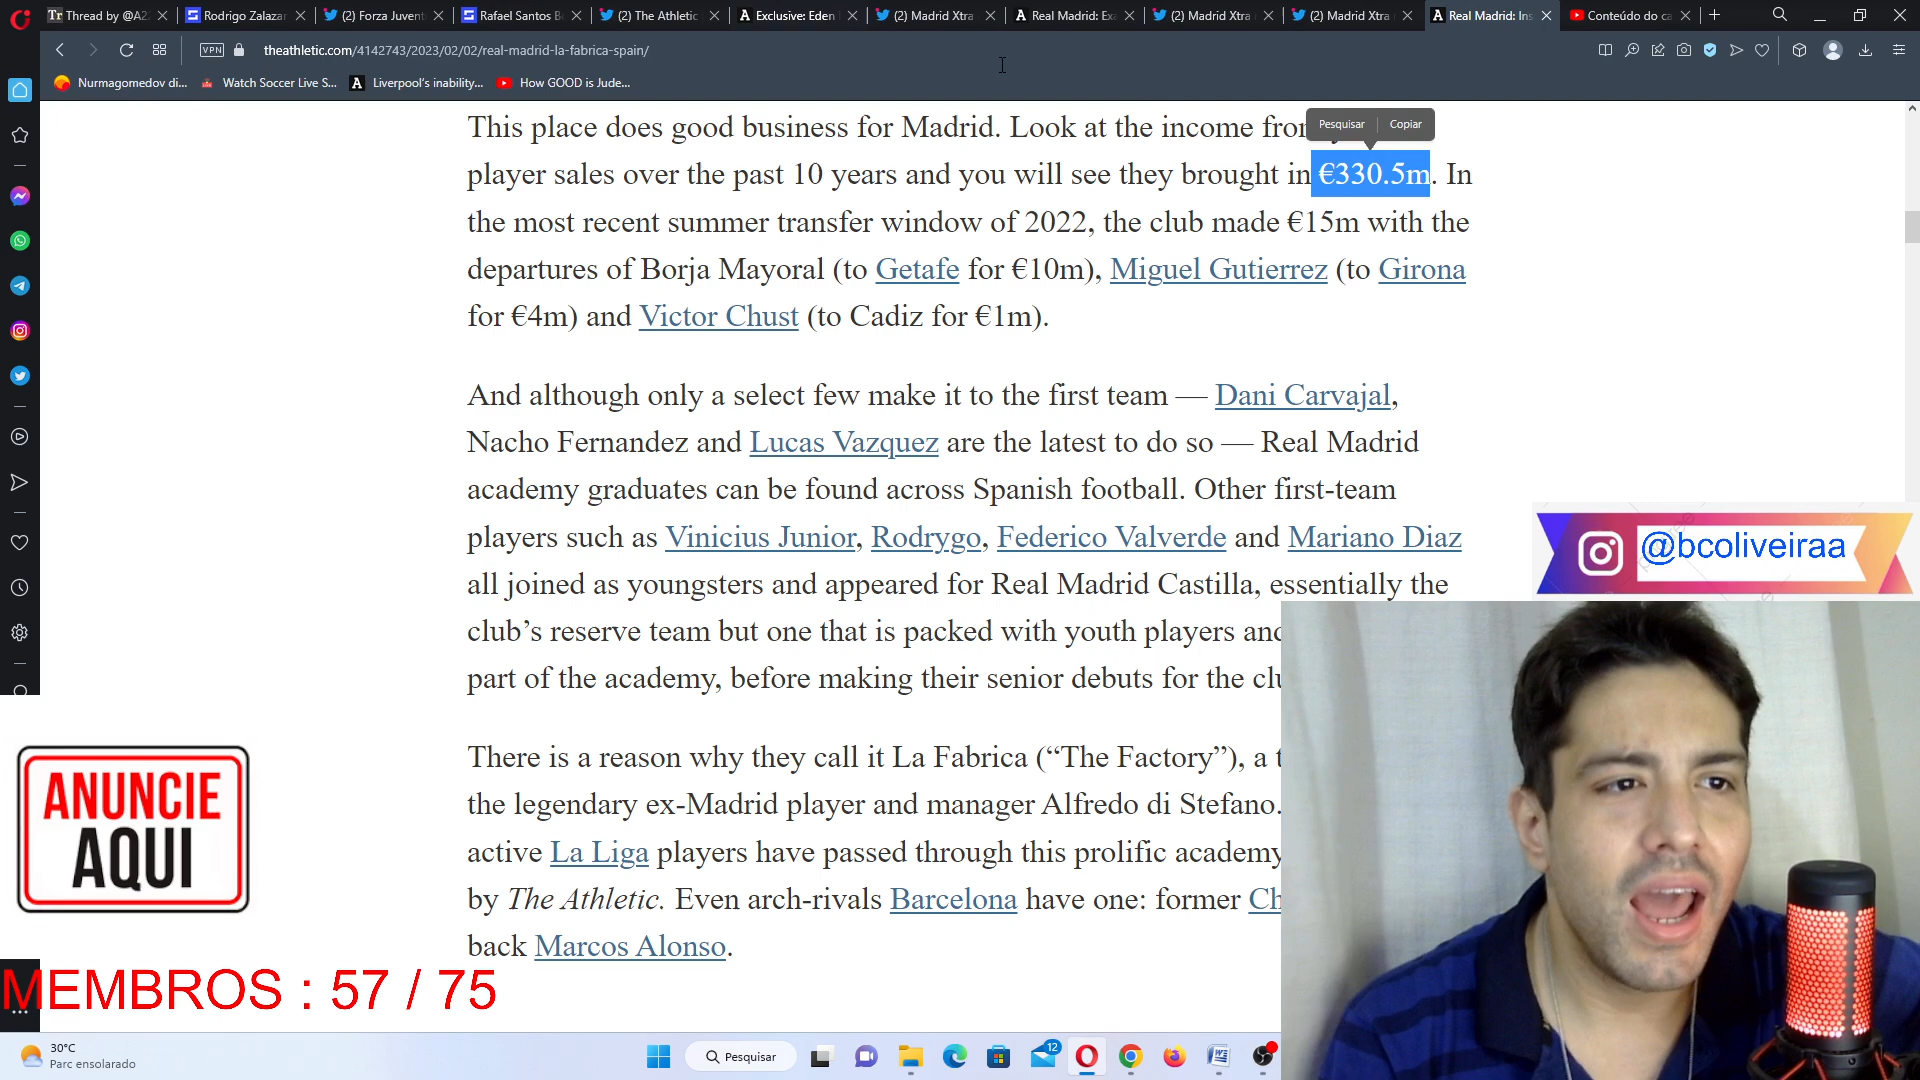 Thread by @A2
Rodrigo Zalazar
(2) Forza Juvent
Rafael Santos B
(2) The Athletic
Exclusive: Eden
(2) Madrid Xtra
Real Madrid: Ex
(2) Madrid Xtra
(2) Madrid Xtra
Real Madrid: Ins
Conteúdo do ca
VPN
theathletic.com/4142743/2023/02/02/real-madrid-la-fabrica-spain/
Nurmagomedov di...
Watch Soccer Live S...
Liverpool's inability...
How GOOD is Jude...
Pesquisar
Copiar
This place does good business for Madrid. Look at the income from
player sales over the past 10 years and you will see they brought in €330.5m. In
the most recent summer transfer window of 2022, the club made €15m with the
departures of Borja Mayoral (to Getafe for €10m), Miguel Gutierrez (to Girona
for €4m) and Victor Chust (to Cadiz for €1m).
And although only a select few make it to the first team — Dani Carvajal,
Nacho Fernandez and Lucas Vazquez are the latest to do so — Real Madrid
academy graduates can be found across Spanish football. Other first-team
players such as Vinicius Junior, Rodrygo, Federico Valverde and Mariano Diaz
all joined as youngsters and appeared for Real Madrid Castilla, essentially the
club's reserve team but one that is packed with youth players and
part of the academy, before making their senior debuts for the clu
There is a reason why they call it La Fabrica (“The Factory”), a t
the legendary ex-Madrid player and manager Alfredo di Stefano.
active La Liga players have passed through this prolific academy
by The Athletic. Even arch-rivals Barcelona have one: former Ch
back Marcos Alonso.
@bcoliveiraa
ANUNCIE
AQUI
MEMBROS : 57 / 75
30°C
Parc ensolarado
Pesquisar
12